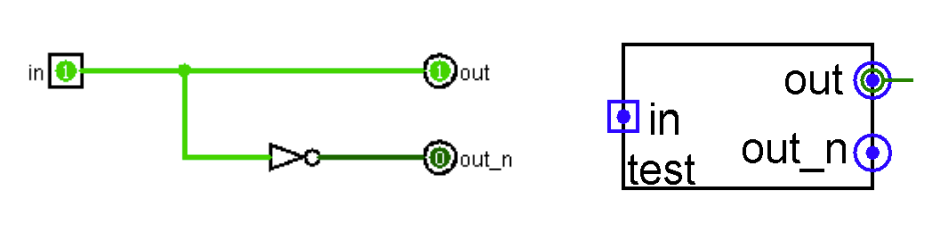 in 1 1 out
0 out_n
out
in
out_n
test